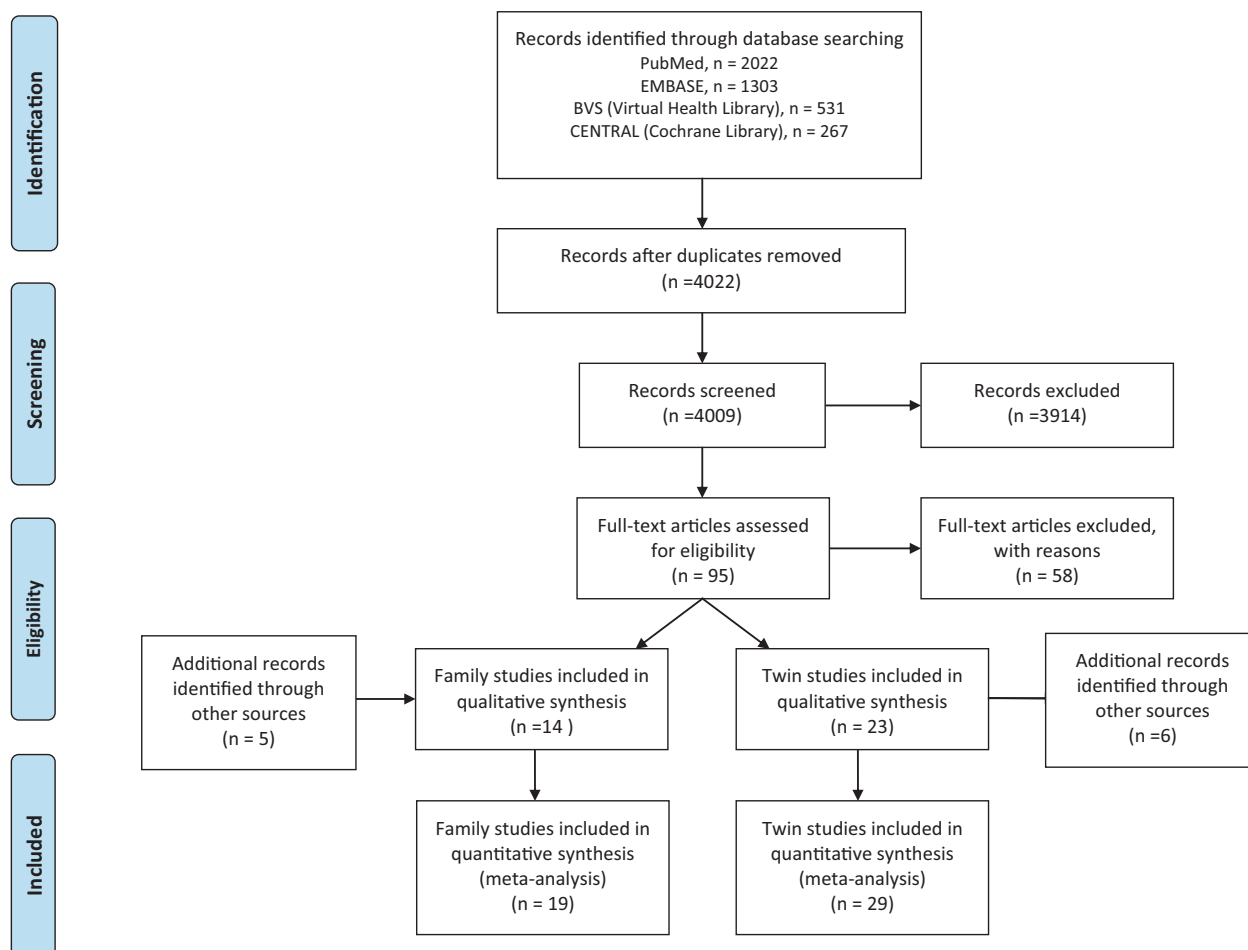 Identification
Records identified through database searching
PubMed, n = 2022
EMBASE, n = 1303
BVS (Virtual Health Library), n = 531
CENTRAL (Cochrane Library), n = 267
Records after duplicates removed
(n =4022)
Screening
Records screened
(n =4009)
Records excluded
(n =3914)
Eligibility
Full-text articles assessed
for eligibility
(n = 95)
Full-text articles excluded,
with reasons
(n = 58)
Additional records
identified through
other sources
(n = 5)
Family studies included in
qualitative synthesis
(n =14 )
Twin studies included in
qualitative synthesis
(n = 23)
Additional records
identified through
other sources
(n =6)
Included
Family studies included in
quantitative synthesis
(meta-analysis)
(n = 19)
Twin studies included in
quantitative synthesis
(meta-analysis)
(n = 29)